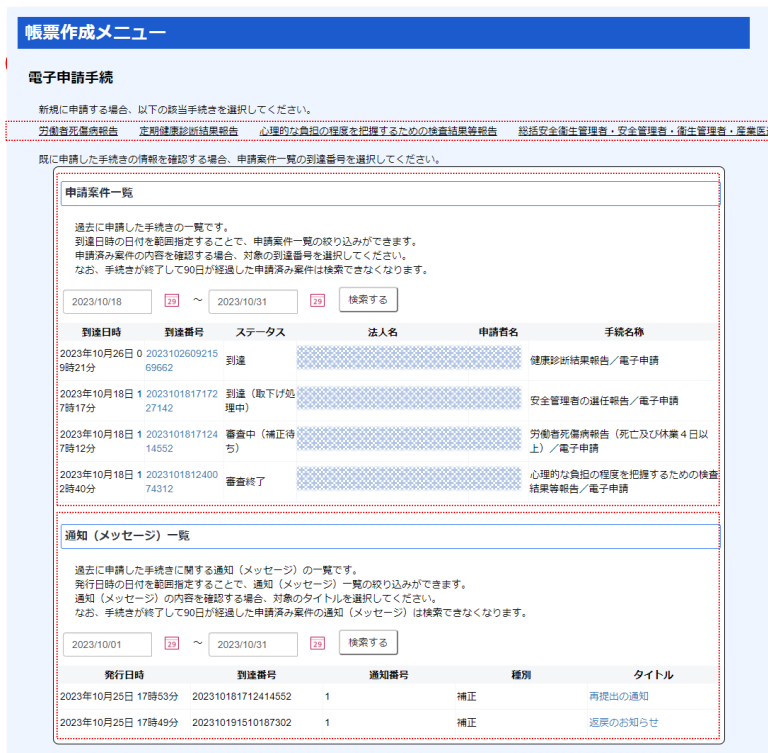 帳票作成メニュー
電子申請手続
新規に申請する場合、以下の該当手続きを選択してください。
労働者死傷病報告 定期健康診断結果報告 心理的な負担の程度を把握するための検査結果等報告 総括安全衛生管理者・安全管理者・衛生管理者・産業医
既に申請した手続きの情報を確認する場合、申請案件一覧の到達番号を選択してください。
申請案件一覧
過去に申請した手続きの一覧です。
到達日時の日付を範囲指定することで、申請案件一覧の絞り込みができます。
申請済み案件の内容を確認する場合、対象の到達番号を選択してください。
なお、手続きが終了して90日が経過した申請済み案件は検索できなくなります。
2023/10/18 29 ～ 2023/10/31 29 検索する
到達日時 到達番号 ステータス 法人名 申請者名 手続名称
2023年10月26日 0 2023102609215 到達 健康診断結果報告／電子申請
9時21分 69662
2023年10月18日 1 2023101817172 到達（取下げ処 安全管理者の選任報告／電子申請
7時17分 27142 理中）
2023年10月18日 1 2023101817124 審査中（補正待 労働者死傷病報告（死亡及び休業４日以
7時12分 14552 ち） 上）／電子申請
2023年10月18日 1 2023101812400 審査終了 心理的な負担の程度を把握するための検査
2時40分 74312 結果等報告／電子申請
通知（メッセージ）一覧
過去に申請した手続きに関する通知（メッセージ）の一覧です。
発行日時の日付を範囲指定することで、通知（メッセージ）一覧の絞り込みができます。
通知（メッセージ）の内容を確認する場合、対象のタイトルを選択してください。
なお、手続きが終了して90日が経過した申請済み案件の通知（メッセージ）は検索できなくなります。
2023/10/01 29 ～ 2023/10/31 29 検索する
発行日時 到達番号 通知番号 種別 タイトル
2023年10月25日 17時53分 202310181712414552 1 補正 再提出の通知
2023年10月25日 17時49分 202310191510187302 1 補正 返戻のお知らせ